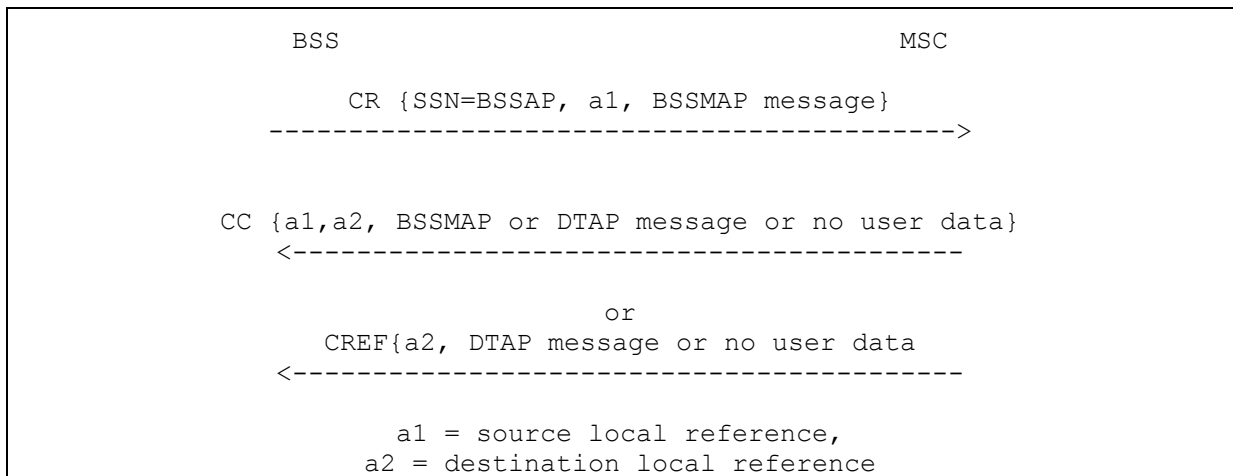 BSS MSC
CR {SSN=BSSAP, a1, BSSMAP message}
------------------------------------------->
CC {a1,a2, BSSMAP or DTAP message or no user data}
<------------------------------------------
or
CREF{a2, DTAP message or no user data
<------------------------------------------
a1 = source local reference,
a2 = destination local reference